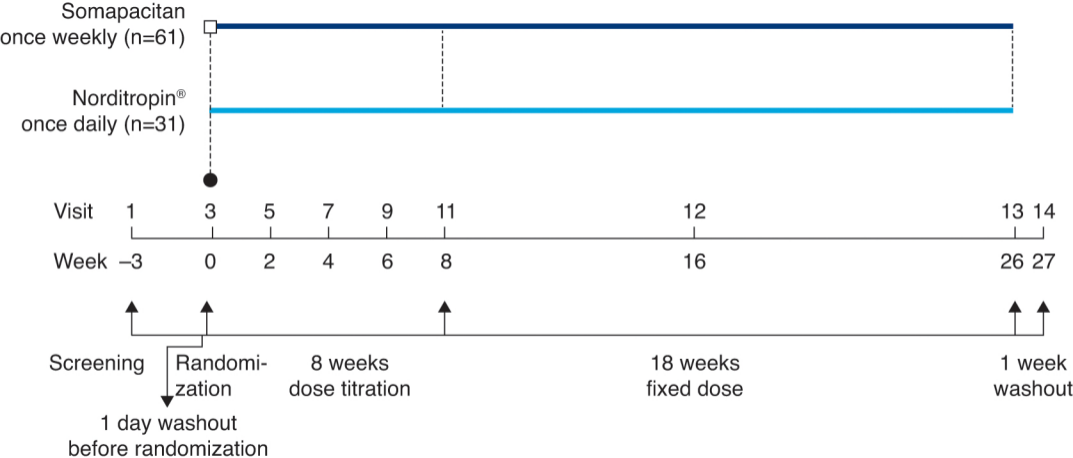 Somapacitan
once weekly (n=61)
Norditropin®
once daily (n=31)
Visit 1 3 5 7 9 11 12 13 14
Week –3 0 2 4 6 8 16 26 27
Screening
Randomi-
zation
8 weeks
dose titration
18 weeks
fixed dose
1 week
washout
1 day washout
before randomization